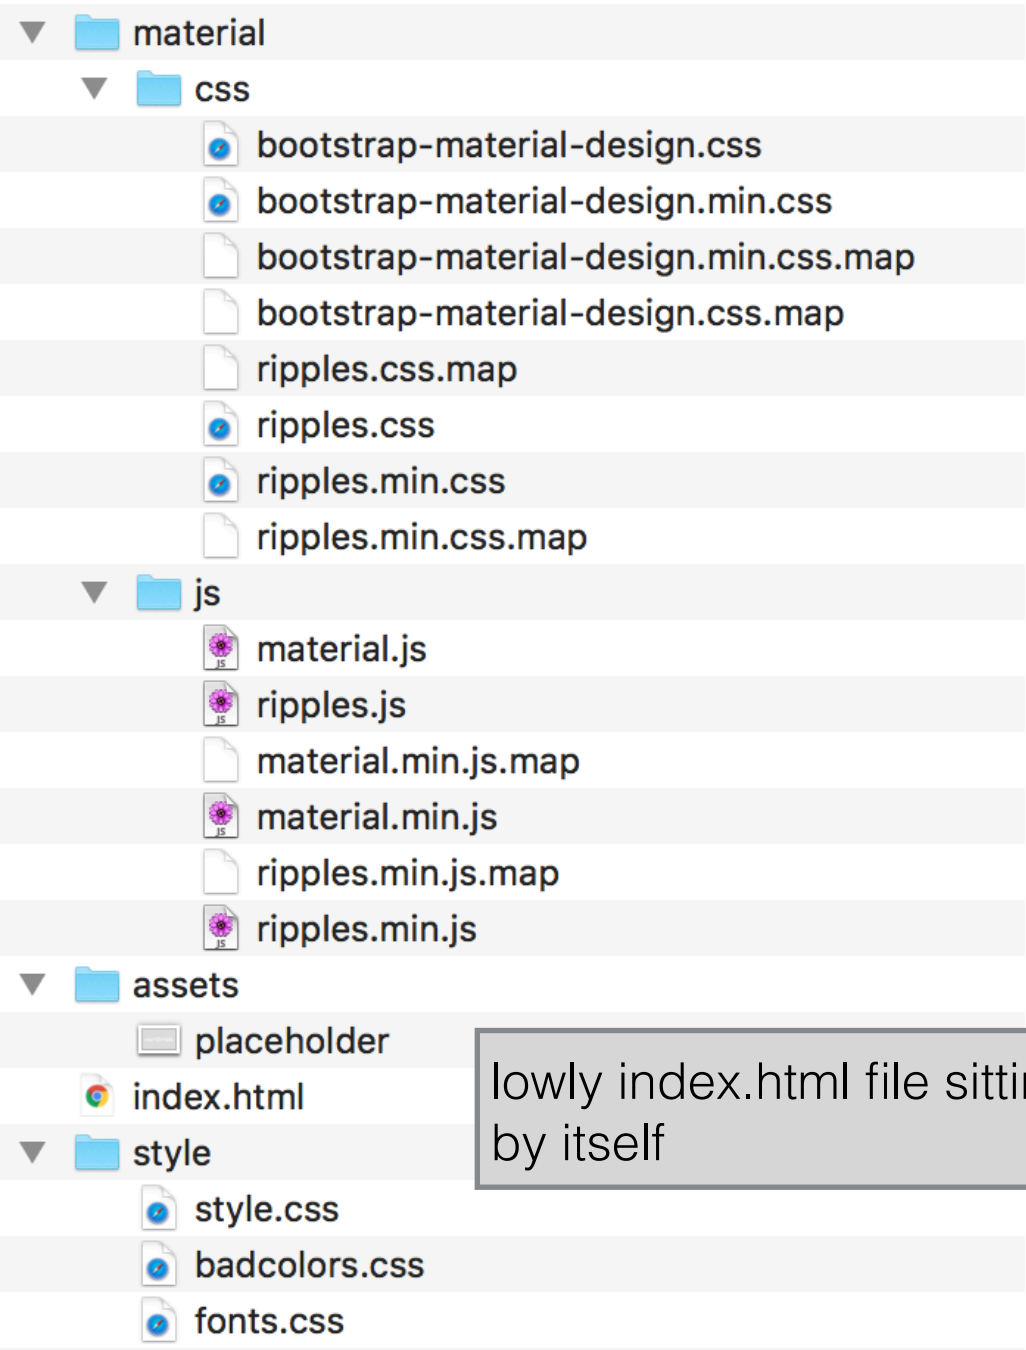 material
css
bootstrap-material-design.css
bootstrap-material-design.min.css
bootstrap-material-design.min.css.map
bootstrap-material-design.css.map
ripples.css.map
ripples.css
ripples.min.css
ripples.min.css.map
js
material.js
ripples.js
material.min.js.map
material.min.js
ripples.min.js.map
ripples.min.js
assets
placeholder
index.html
lowly index.html file
by itself
style
style.css
badcolors.css
fonts.css